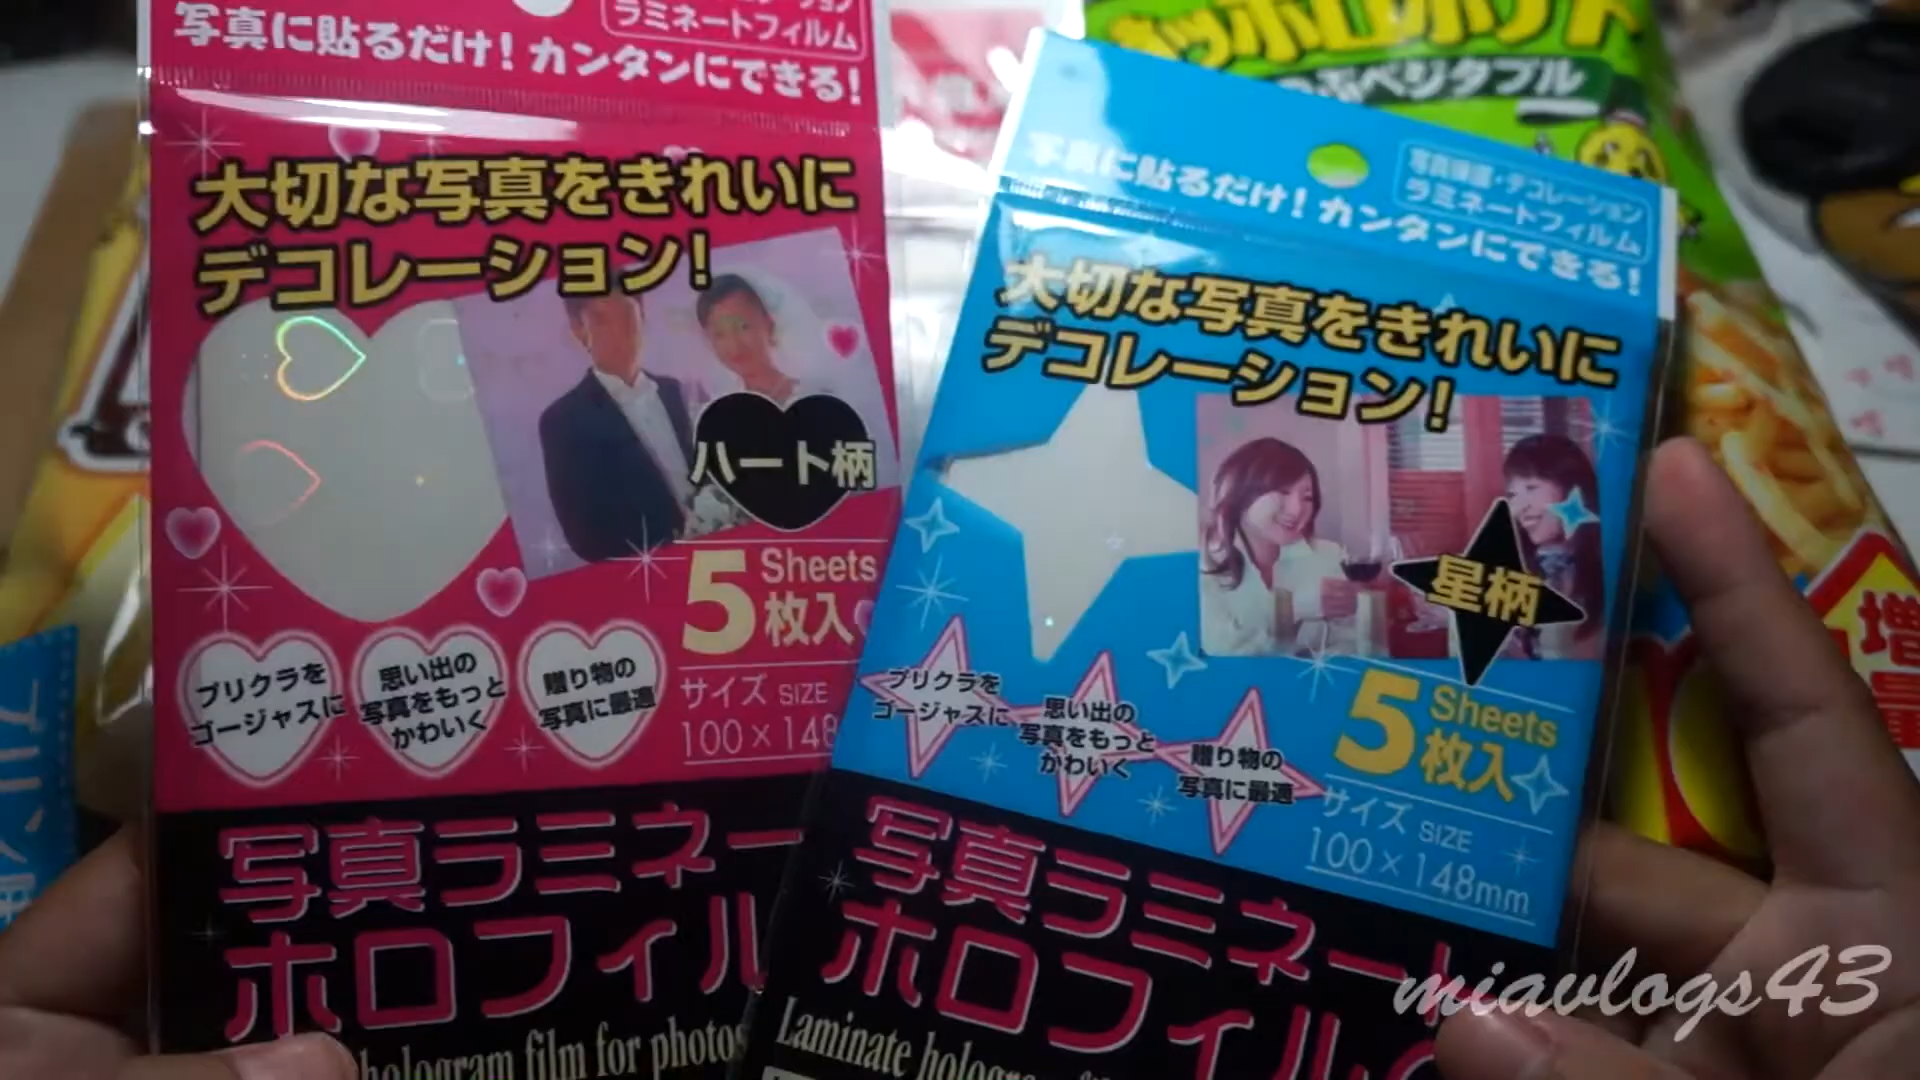 ラミネートフィルム
写真に貼るだけ!カンタンにできる!
大切な写真をきれいに
デコレーション!
ハート柄
5 Sheets
枚入
プリクラを
ゴージャスに
思い出の
写真をもっと
かわいく
贈り物の
写真に最適
サイズ SIZE
100×148
写真ラミネー
ホロフィル
hologram film for photos
写真保護・デコレーション
ラミネートフィルム
写真に貼るだけ!カンタンにできる!
大切な写真をきれいに
デコレーション!
星柄
5 Sheets
枚入
プリクラを
ゴージャスに
思い出の
写真をもっと
かわいく
贈り物の
写真に最適
サイズ SIZE
100×148mm
写真ラミネート
ホロフィル
Laminate
ベジタブル
増量
miavlogs43